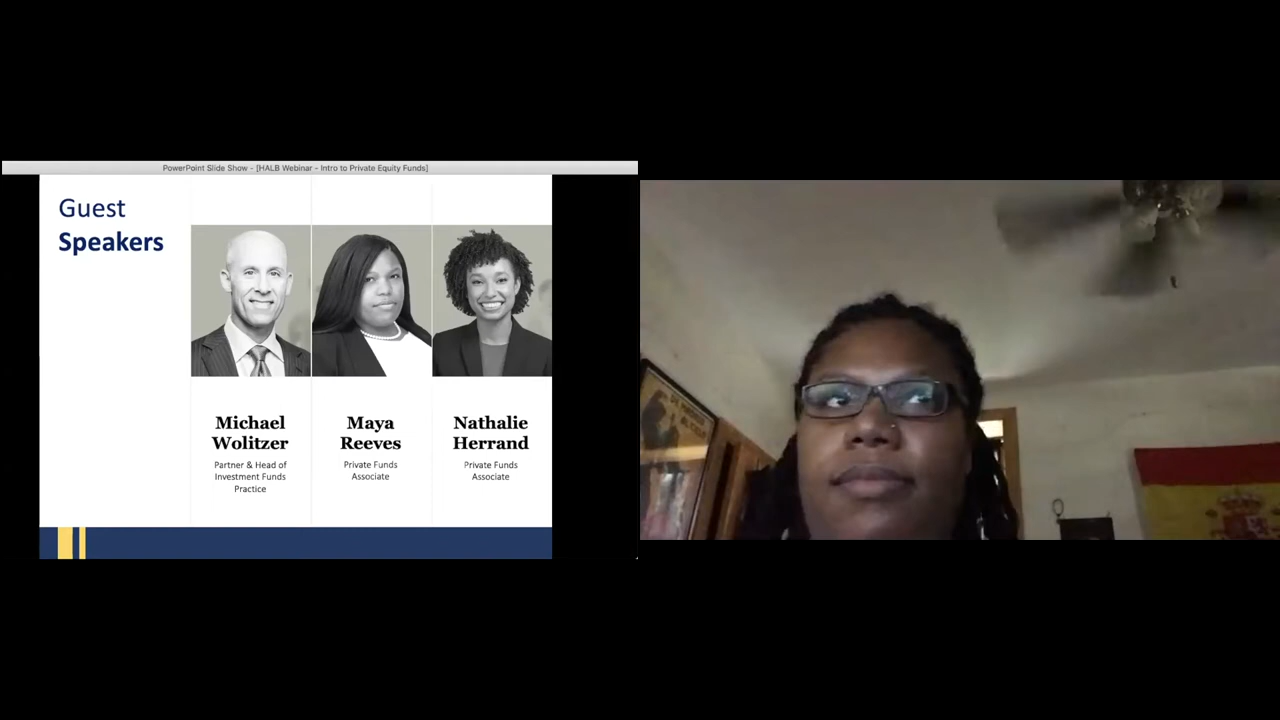 PowerPoint Slide Show - [HALB Webinar - Intro to Private Equity Funds]
Guest
Speakers
Michael
Wolitzer
Partner & Head of
Investment Funds
Practice
Maya
Reeves
Private Funds
Associate
Nathalie
Herrand
Private Funds
Associate